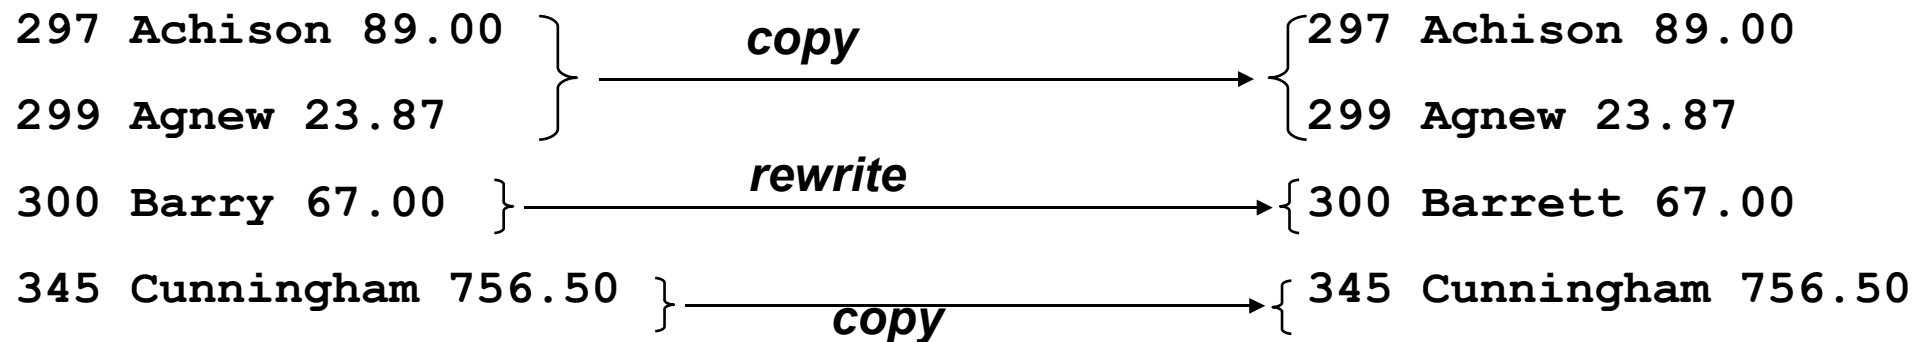 297 Achison 89.00 copy 297 Achison 89.00
299 Agnew 23.87 299 Agnew 23.87
rewrite
300 Barry 67.00 300 Barrett 67.00
345 Cunningham 756.50 345 Cunningham 756.50
copy